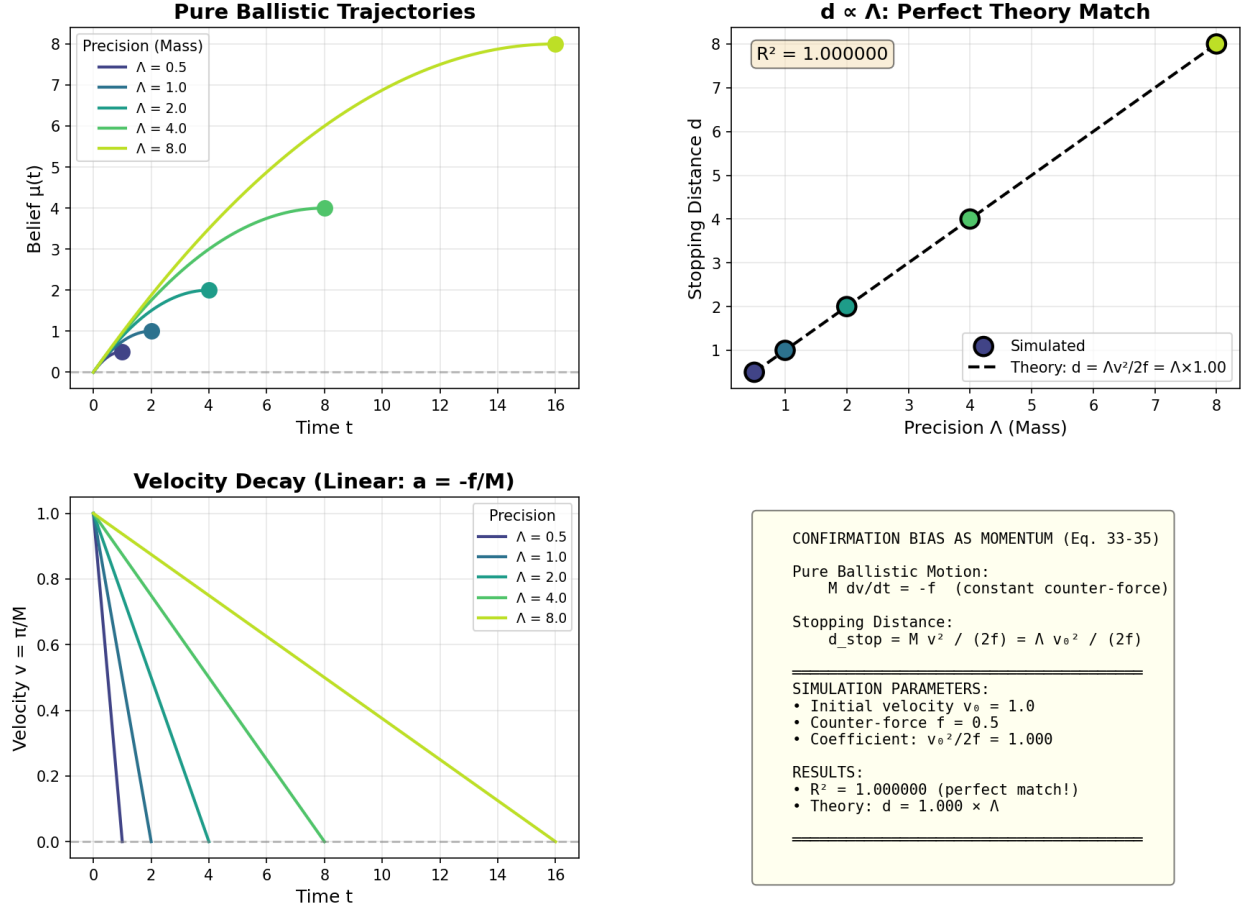 Pure Ballistic Trajectories
Precision (Mass)
Λ = 0.5
Λ = 1.0
Λ = 2.0
Λ = 4.0
Λ = 8.0
Belief μ(t)
8
7
6
5
4
3
2
1
0
0 2 4 6 8 10 12 14 16
Time t
d ∝ Λ: Perfect Theory Match
R² = 1.000000
Stopping Distance d
8
7
6
5
4
3
2
1
Simulated
Theory: d = Λv²/2f = Λ×1.00
1 2 3 4 5 6 7 8
Precision Λ (Mass)
Velocity Decay (Linear: a = -f/M)
Precision
Λ = 0.5
Λ = 1.0
Λ = 2.0
Λ = 4.0
Λ = 8.0
Velocity v = π/M
1.0
0.8
0.6
0.4
0.2
0.0
0 2 4 6 8 10 12 14 16
Time t
CONFIRMATION BIAS AS MOMENTUM (Eq. 33-35)
Pure Ballistic Motion:
M dv/dt = -f (constant counter-force)
Stopping Distance:
d_stop = M v² / (2f) = Λ v₀² / (2f)
SIMULATION PARAMETERS:
• Initial velocity v₀ = 1.0
• Counter-force f = 0.5
• Coefficient: v₀²/2f = 1.000
RESULTS:
• R² = 1.000000 (perfect match!)
• Theory: d = 1.000 × Λ